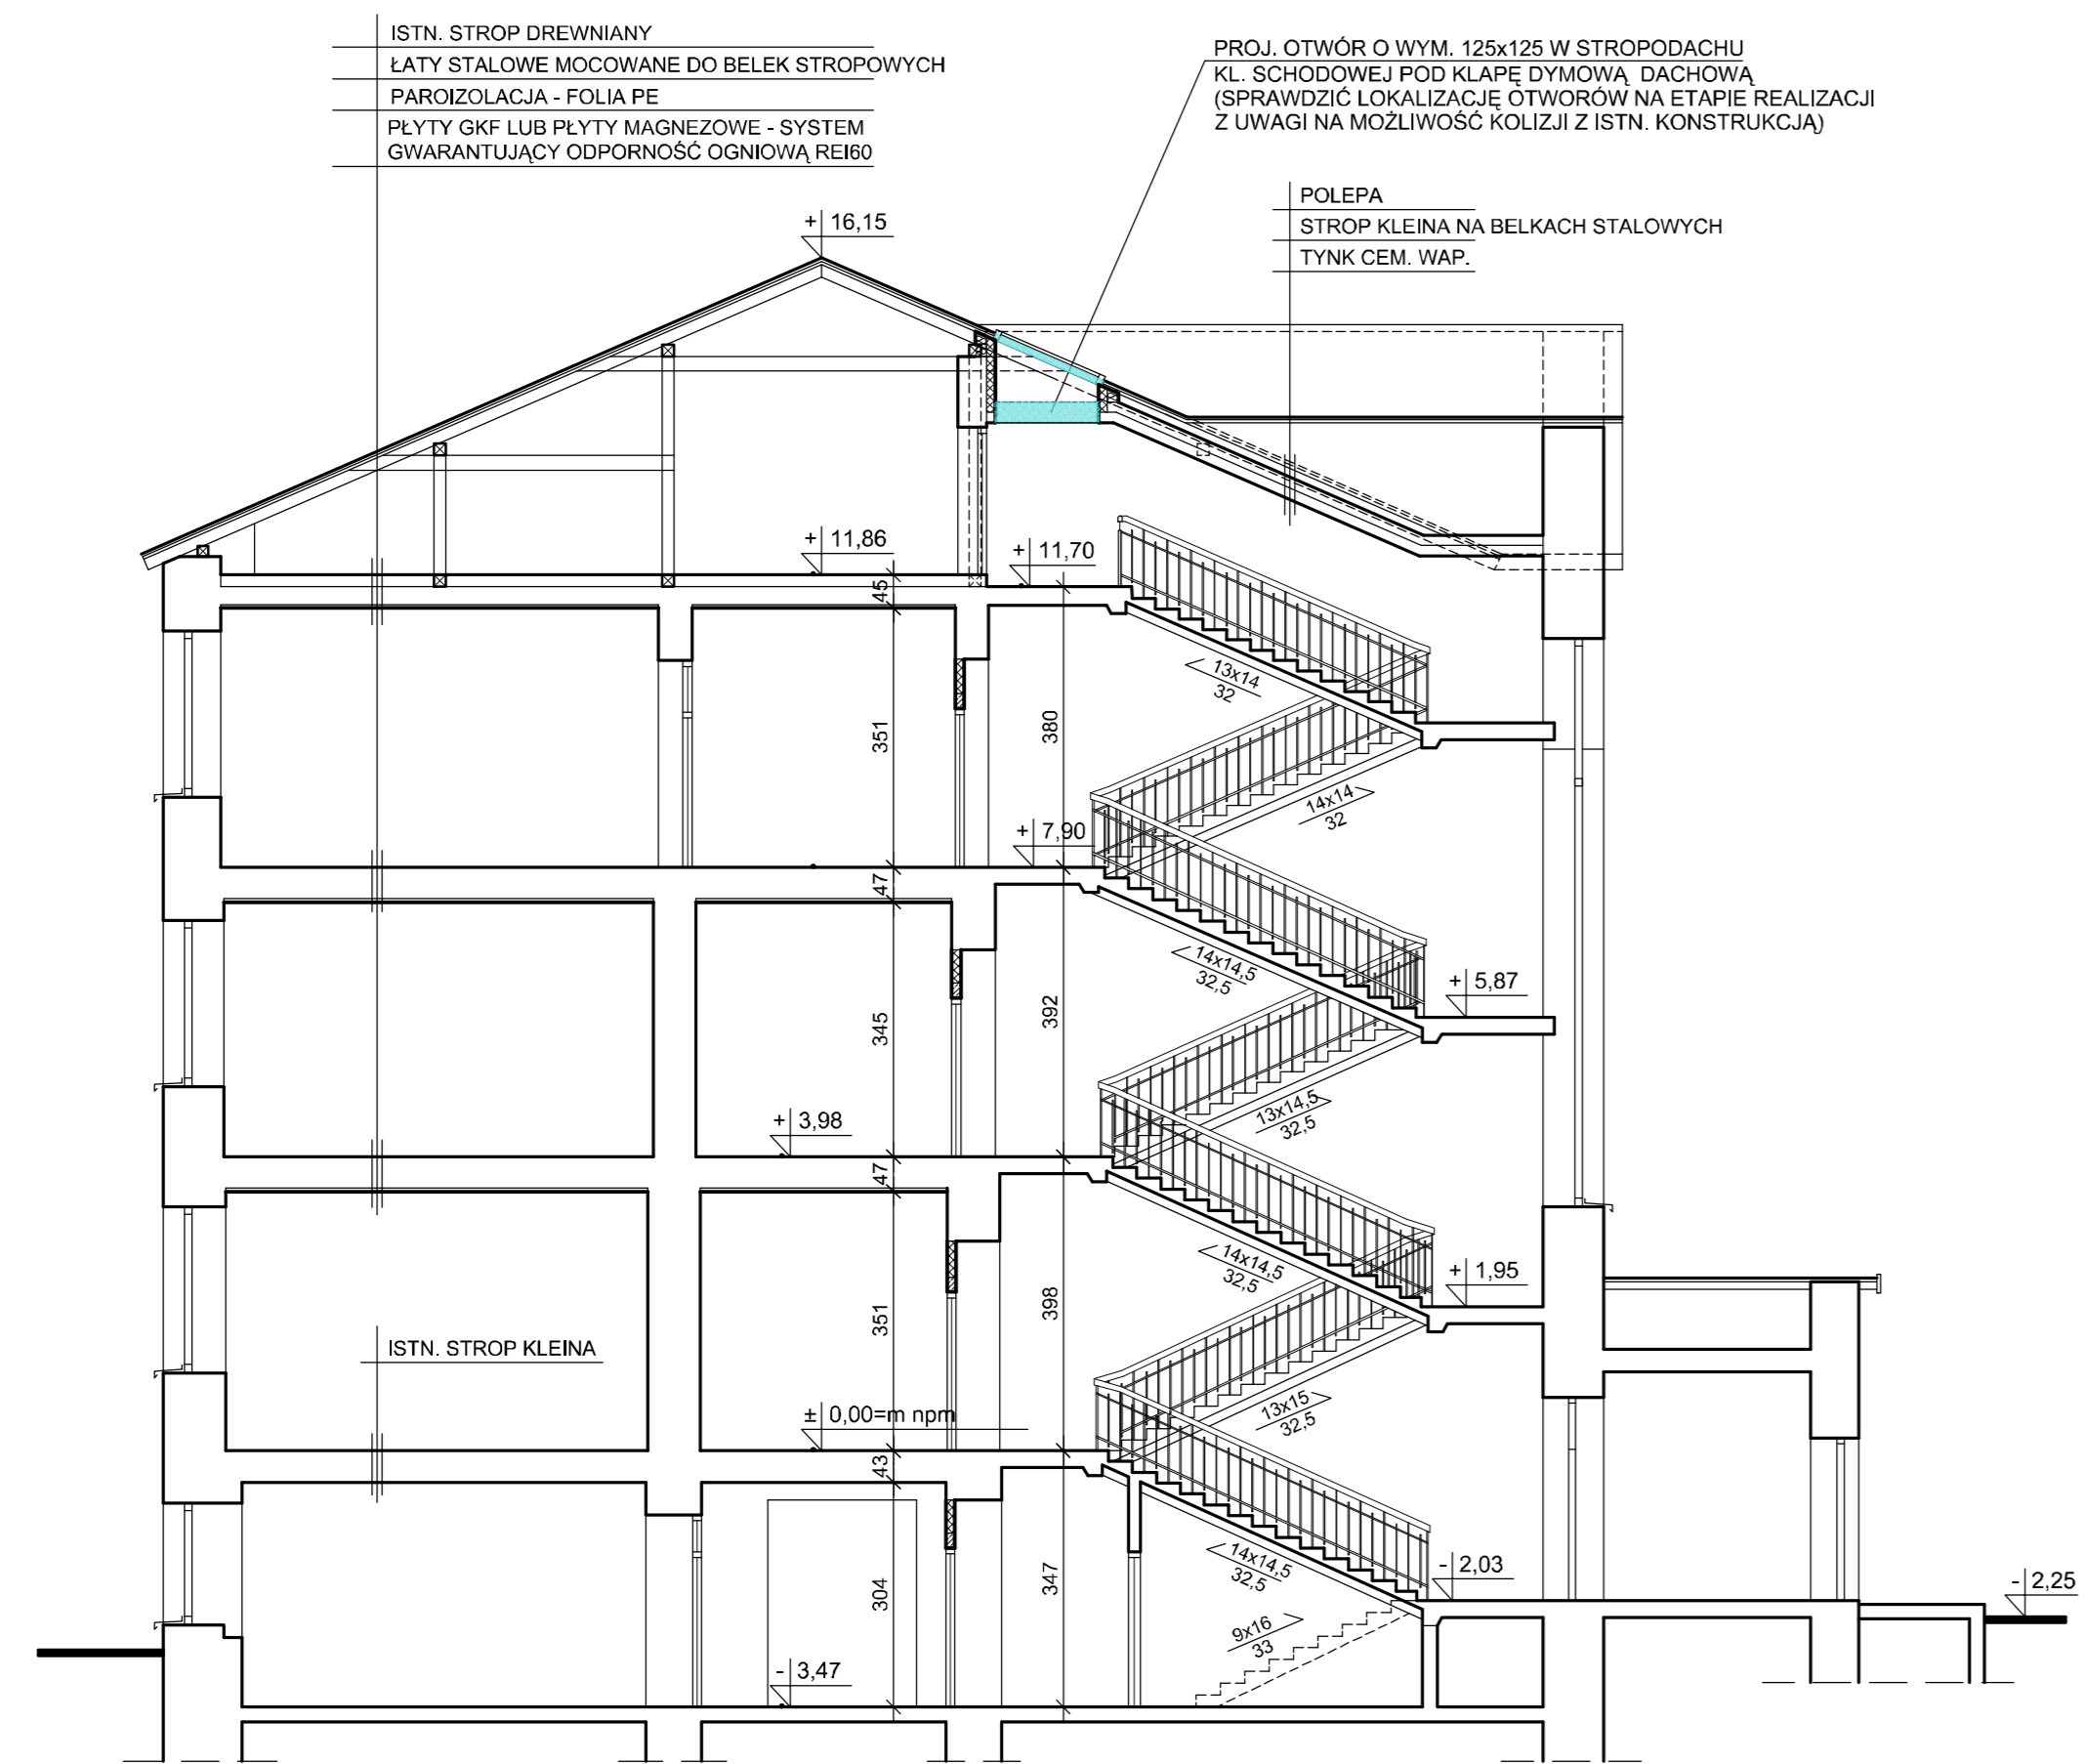 ISTN. STROP DREWNIANY
ŁATY STALOWE MOCOWANE DO BELEK STROPOWYCH
PAROIZOLACJA - FOLIA PE
PŁYTY GKF LUB PŁYTY MAGNEZOWE - SYSTEM
GWARANTUJĄCY ODPORNOŚĆ OGNIOWĄ REI60
PROJ. OTWÓR O WYM. 125x125 W STROPODACHU
KL. SCHODOWEJ POD KLAPĘ DYMOWĄ DACHOWĄ
(SPRAWDZIĆ LOKALIZACJĘ OTWORÓW NA ETAPIE REALIZACJI
Z UWAGI NA MOŻLIWOŚĆ KOLIZJI Z ISTN. KONSTRUKCJĄ)
POLEPA
STROP KLEINA NA BELKACH STALOWYCH
TYNK CEM. WAP.
+ 16,15
+ 11,86
+ 11,70
45
13x14
32
351
380
14x14
32
+ 7,90
47
14x14,5
32,5
+ 5,87
345
392
13x14,5
32,5
+ 3,98
47
14x14,5
32,5
+ 1,95
351
398
ISTN. STROP KLEINA
13x15
32,5
± 0,00=m npm
43
14x14,5
32,5
- 2,03
- 2,25
304
347
9x16
33
- 3,47